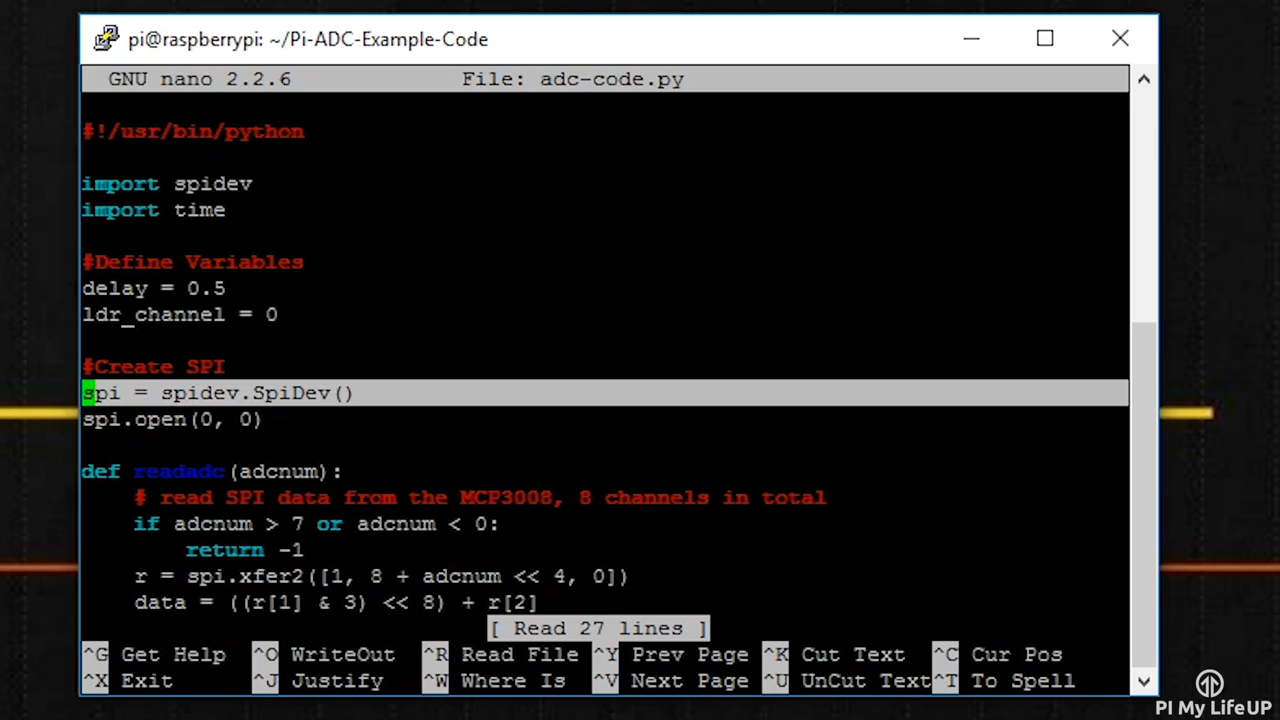 pi@raspberrypi: ~/Pi-ADC-Example-Code
GNU nano 2.2.6 File: adc-code.py
#!/usr/bin/python
import spidev
import time
#Define Variables
delay = 0.5
ldr_channel = 0
#Create SPI
spi = spidev.SpiDev()
spi.open(0, 0)
def readadc(adcnum):
# read SPI data from the MCP3008, 8 channels in total
if adcnum > 7 or adcnum < 0:
return -1
r = spi.xfer2([1, 8 + adcnum << 4, 0])
data = ((r[1] & 3) << 8) + r[2]
[ Read 27 lines ]
^G Get Help ^O WriteOut ^R Read File ^Y Prev Page ^K Cut Text ^C Cur Pos
^X Exit ^J Justify ^W Where Is ^V Next Page ^U UnCut Text ^T To Spell
PI My LifeUP